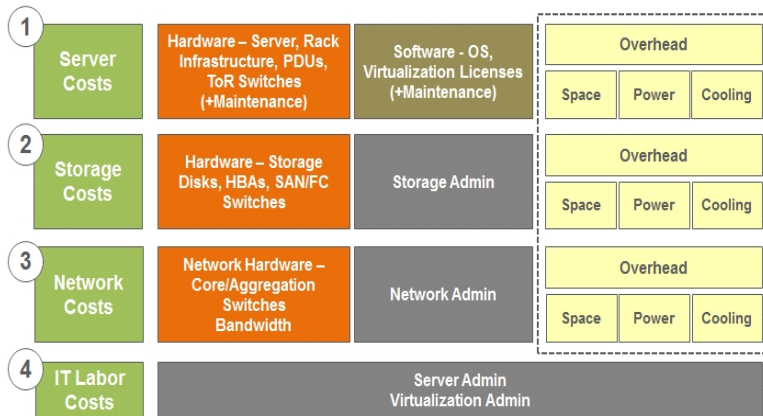 1
Server
Costs
Hardware – Server, Rack
Infrastructure, PDUs,
ToR Switches
(+Maintenance)
Software - OS,
Virtualization Licenses
(+Maintenance)
Overhead
Space
Power
Cooling
2
Storage
Costs
Hardware – Storage
Disks, HBAs, SAN/FC
Switches
Storage Admin
Overhead
Space
Power
Cooling
3
Network
Costs
Network Hardware –
Core/Aggregation
Switches
Bandwidth
Network Admin
Overhead
Space
Power
Cooling
4
IT Labor
Costs
Server Admin
Virtualization Admin